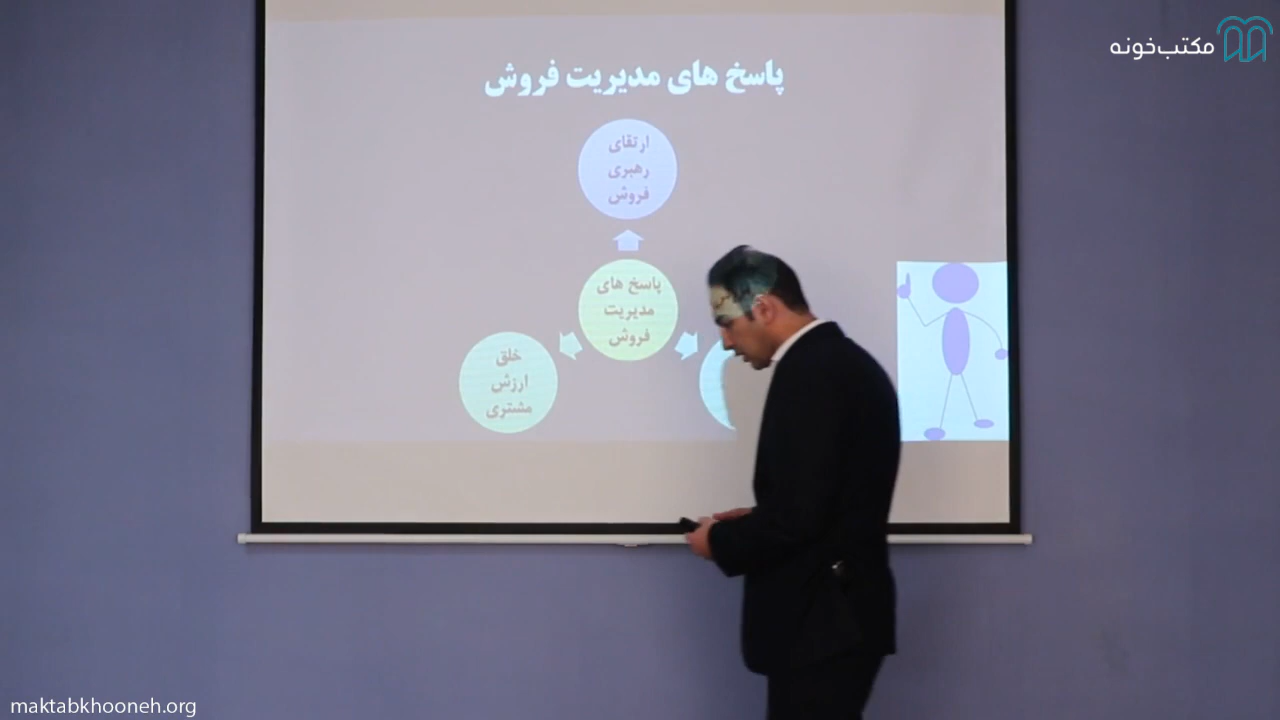 مکتب‌خونه
پاسخ های مدیریت فروش
ارتقای
رهبری
فروش
پاسخ های
مدیریت
فروش
خلق
ارزش
مشتری
maktabkhooneh.org